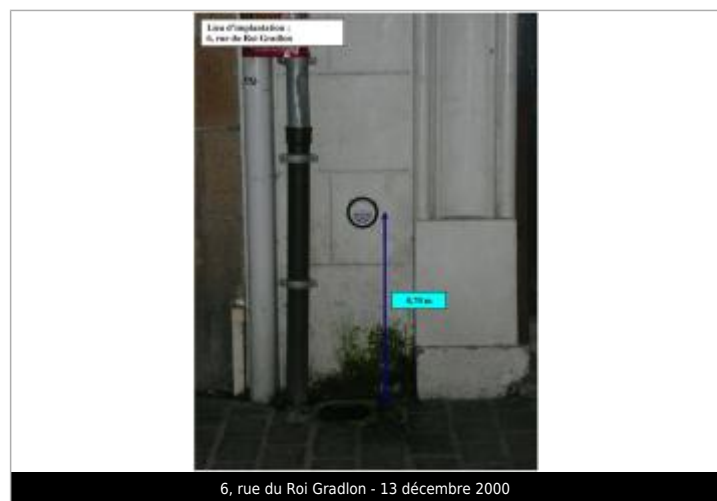 Lieu d'implantation :
6, rue du Roi Gradlon
0,70 m
6, rue du Roi Gradlon - 13 décembre 2000